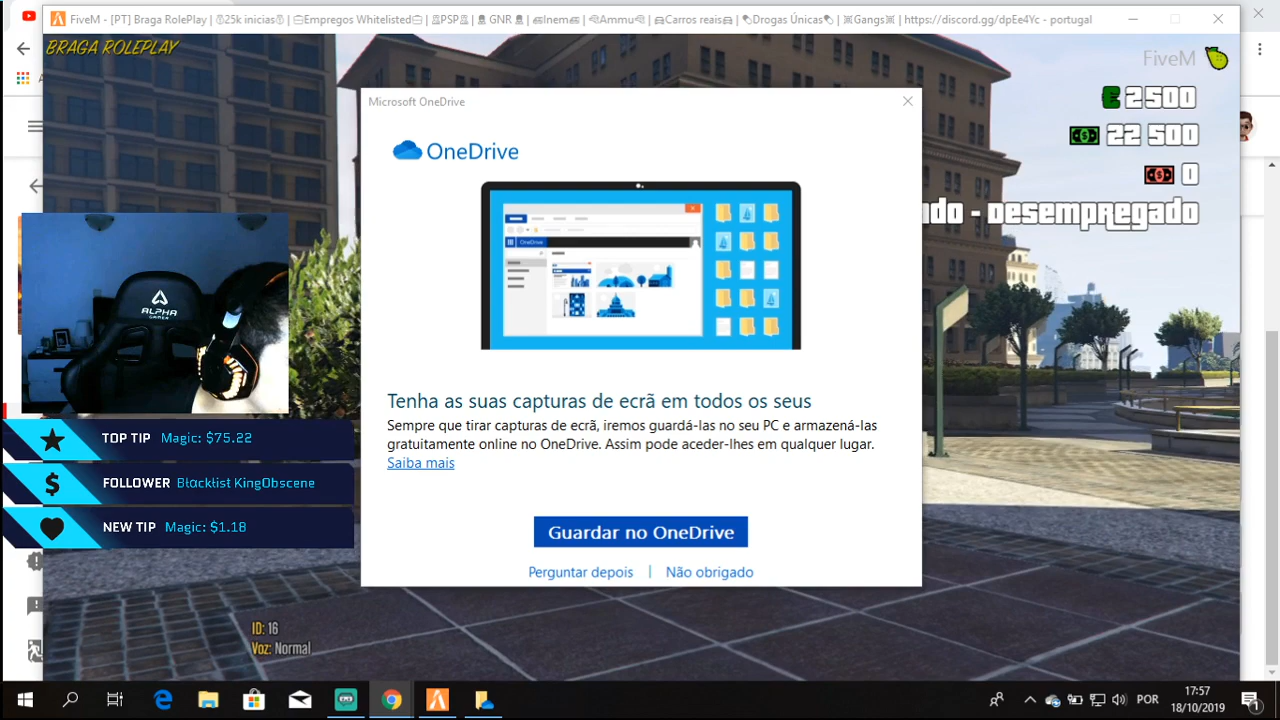 FiveM - [PT] Braga RolePlay | 25k inicias | Empregos Whitelisted | PSP | GNR | Inem | Ammu | Carros reais | Drogas Únicas | Gangs | https://discord.gg/dpEe4Yc - portugal
BRAGA ROLEPLAY
FiveM
2500
22 500
0
ndo - Desempregado
Microsoft OneDrive
OneDrive
OneDrive
Tenha as suas capturas de ecrã em todos os seus
Sempre que tirar capturas de ecrã, iremos guardá-las no seu PC e armazená-las
gratuitamente online no OneDrive. Assim pode aceder-lhes em qualquer lugar.
Saiba mais
Guardar no OneDrive
Perguntar depois | Não obrigado
ALPHA
GAMER
TOP TIP Magic: $75.22
FOLLOWER Blacklist KingObscene
NEW TIP Magic: $1.18
ID: 16
Voz: Normal
POR
17:57
18/10/2019
1